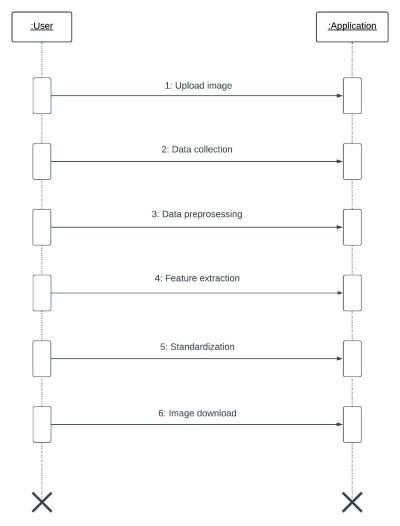 :User
:Application
1: Upload image
2: Data collection
3: Data preprosessing
4: Feature extraction
5: Standardization
6: Image download